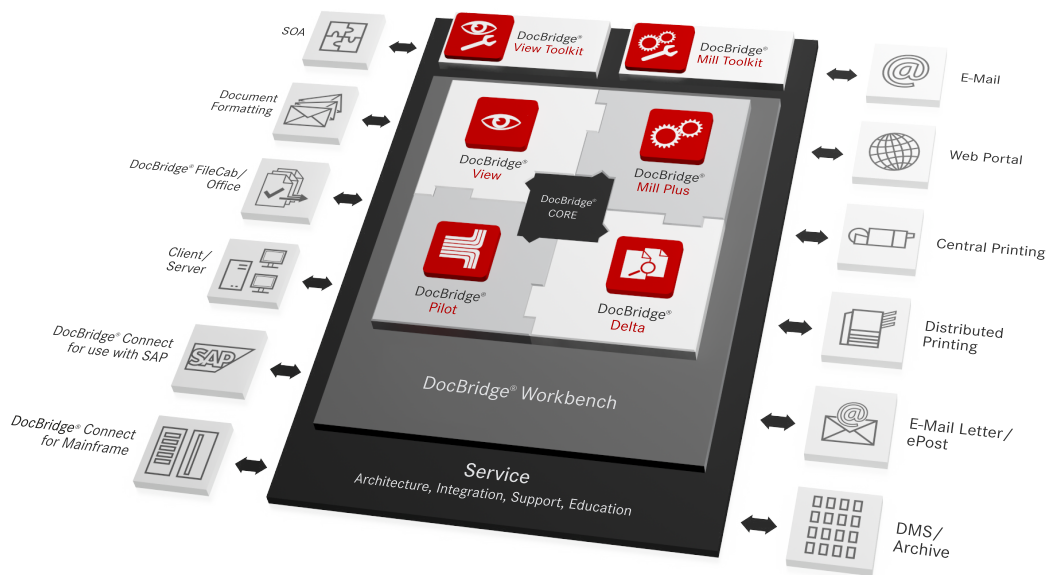 SOA
Document
Formatting
DocBridge® FileCab/
Office
Client/
Server
DocBridge® Connect
for use with SAP
SAP
DocBridge® Connect
for Mainframe
DocBridge®
View Toolkit
DocBridge®
Mill Toolkit
DocBridge®
View
DocBridge®
Mill Plus
DocBridge®
CORE
DocBridge®
Pilot
DocBridge®
Delta
DocBridge® Workbench
Service
Architecture, Integration, Support, Education
@
E-Mail
Web Portal
Central Printing
Distributed
Printing
@
E-Mail Letter/
ePost
DMS/
Archive